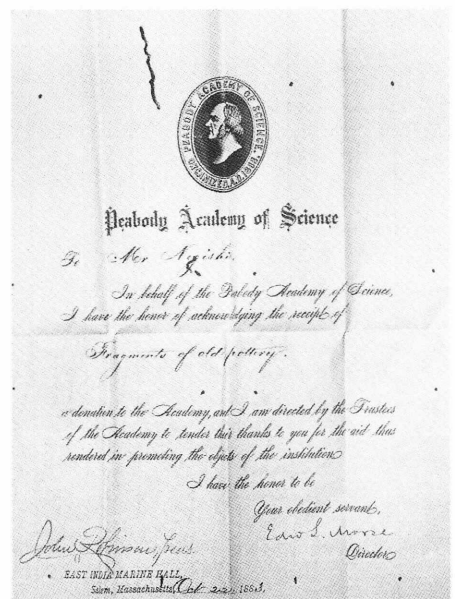 PEABODY ACADEMY OF SCIENCE.
ORGANIZED A.D. 1868
Peabody Academy of Science
To Mr
In behalf of the Peabody Academy of Science,
I have the honor of acknowledging the receipt of
Fragments of old pottery.
a donation to the Academy, and I am directed by the Trustees
of the Academy to tender their thanks to you for the aid thus
rendered in promoting the objects of the institution
I have the honor to be
Your obedient servant,
John Robinson, Treas.
Edw S. Morse
Director
EAST INDIA MARINE HALL,
Salem, Massachusetts, Oct 22 1883.